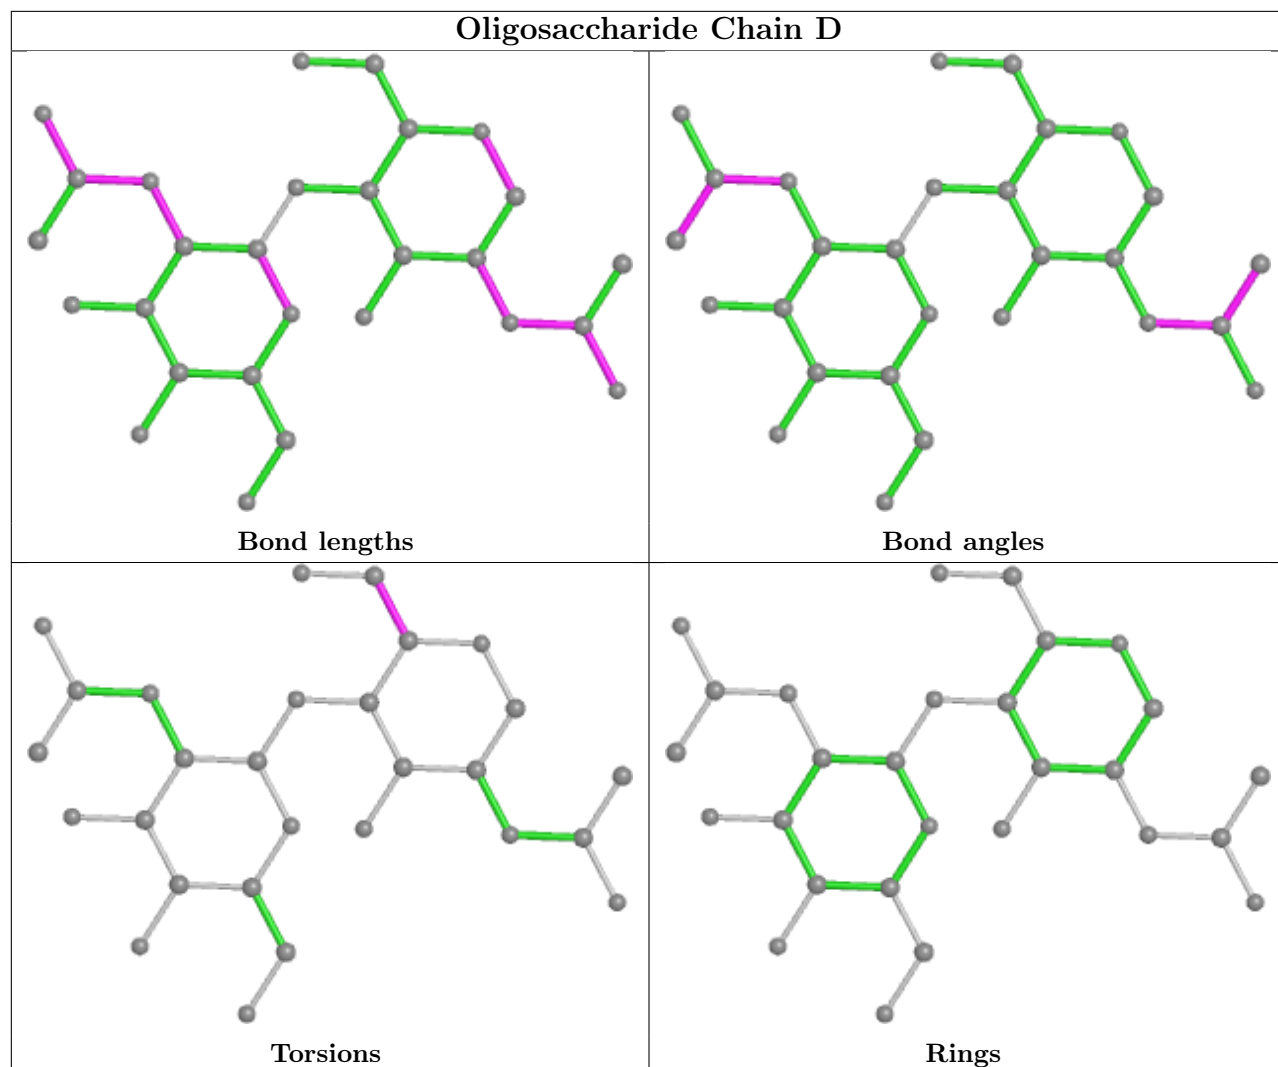 Oligosaccharide Chain D
Bond lengths
Bond angles
Torsions
Rings